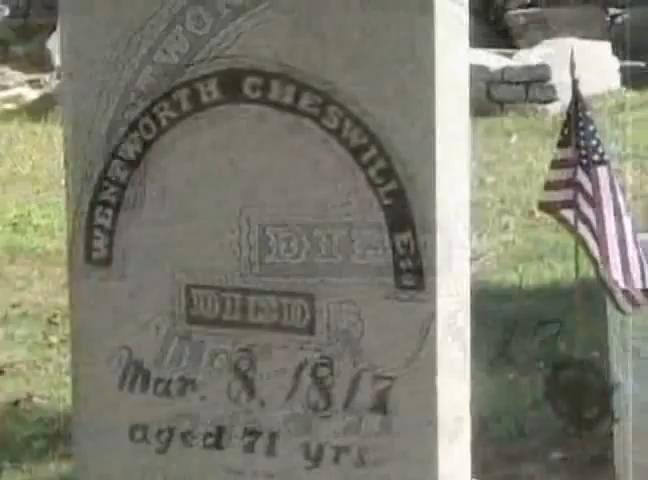 WENTWORTH CHESWILL Esq
DIED
Mar. 8. 1817
aged 71 yrs